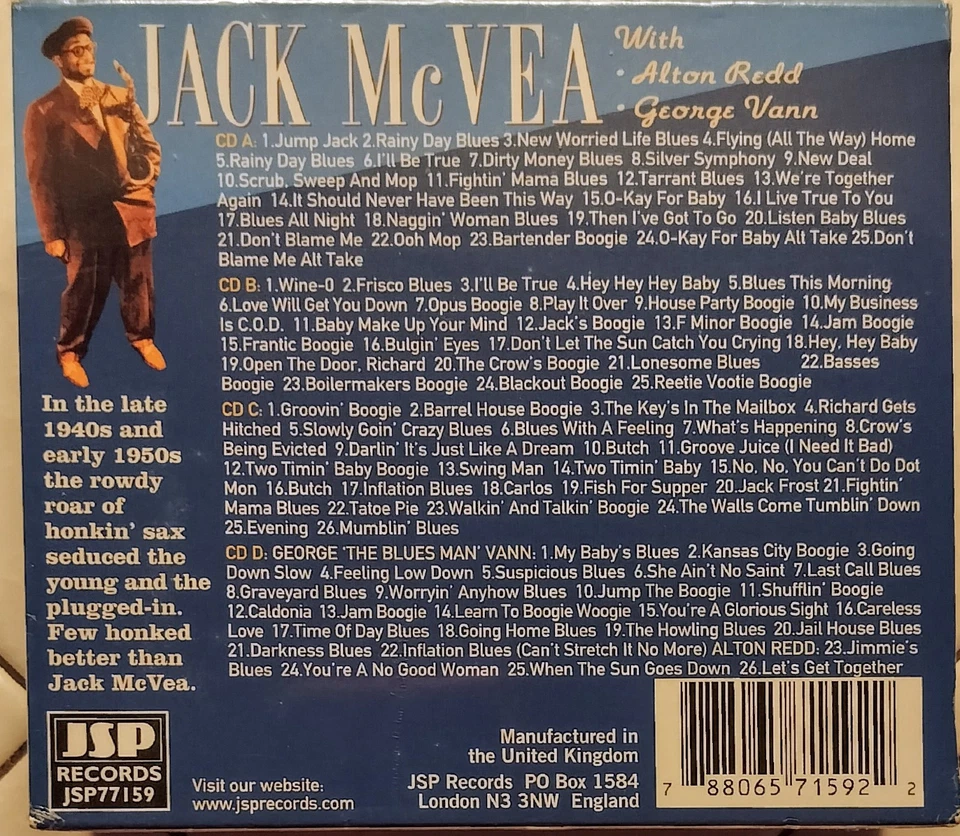 JACK McVEA
With
• Alton Redd
• George Vann
CD A: 1.Jump Jack 2.Rainy Day Blues 3.New Worried Life Blues 4.Flying (All The Way) Home
5.Rainy Day Blues 6.I'll Be True 7.Dirty Money Blues 8.Silver Symphony 9.New Deal
10.Scrub, Sweep And Mop 11.Fightin' Mama Blues 12.Tarrant Blues 13.We're Together
Again 14.It Should Never Have Been This Way 15.O-Kay For Baby 16.I Live True To You
17.Blues All Night 18.Naggin' Woman Blues 19.Then I've Got To Go 20.Listen Baby Blues
21.Don't Blame Me 22.Ooh Mop 23.Bartender Boogie 24.O-Kay For Baby Alt Take 25.Don't
Blame Me Alt Take
CD B: 1.Wine-O 2.Frisco Blues 3.I'll Be True 4.Hey Hey Hey Baby 5.Blues This Morning
6.Love Will Get You Down 7.Opus Boogie 8.Play It Over 9.House Party Boogie 10.My Business
Is C.O.D. 11.Baby Make Up Your Mind 12.Jack's Boogie 13.F Minor Boogie 14.Jam Boogie
15.Frantic Boogie 16.Bulgin' Eyes 17.Don't Let The Sun Catch You Crying 18.Hey, Hey Baby
19.Open The Door, Richard 20.The Crow's Boogie 21.Lonesome Blues 22.Basses
Boogie 23.Boilermakers Boogie 24.Blackout Boogie 25.Reetie Vootie Boogie
CD C: 1.Groovin' Boogie 2.Barrel House Boogie 3.The Key's In The Mailbox 4.Richard Gets
Hitched 5.Slowly Goin' Crazy Blues 6.Blues With A Feeling 7.What's Happening 8.Crow's
Being Evicted 9.Darlin' It's Just Like A Dream 10.Butch 11.Groove Juice (I Need It Bad)
12.Two Timin' Baby Boogie 13.Swing Man 14.Two Timin' Baby 15.No, No, You Can't Do Dot
Mon 16.Butch 17.Inflation Blues 18.Carlos 19.Fish For Supper 20.Jack Frost 21.Fightin'
Mama Blues 22.Tatoe Pie 23.Walkin' And Talkin' Boogie 24.The Walls Come Tumblin' Down
25.Evening 26.Mumblin' Blues
CD D: GEORGE 'THE BLUES MAN' VANN: 1.My Baby's Blues 2.Kansas City Boogie 3.Going
Down Slow 4.Feeling Low Down 5.Suspicious Blues 6.She Ain't No Saint 7.Last Call Blues
8.Graveyard Blues 9.Worryin' Anyhow Blues 10.Jump The Boogie 11.Shufflin' Boogie
12.Caldonia 13.Jam Boogie 14.Learn To Boogie Woogie 15.You're A Glorious Sight 16.Careless
Love 17.Time Of Day Blues 18.Going Home Blues 19.The Howling Blues 20.Jail House Blues
21.Darkness Blues 22.Inflation Blues (Can't Stretch It No More) ALTON REDD: 23.Jimmie's
Blues 24.You're A No Good Woman 25.When The Sun Goes Down 26.Let's Get Together
In the late
1940s and
early 1950s
the rowdy
roar of
honkin' sax
seduced the
young and the
plugged-in.
Few honked
better than
Jack McVea.
JSP
RECORDS
JSP77159
Visit our website:
www.jsprecords.com
Manufactured in
the United Kingdom
JSP Records PO Box 1584
London N3 3NW England
7 88065 71592 2